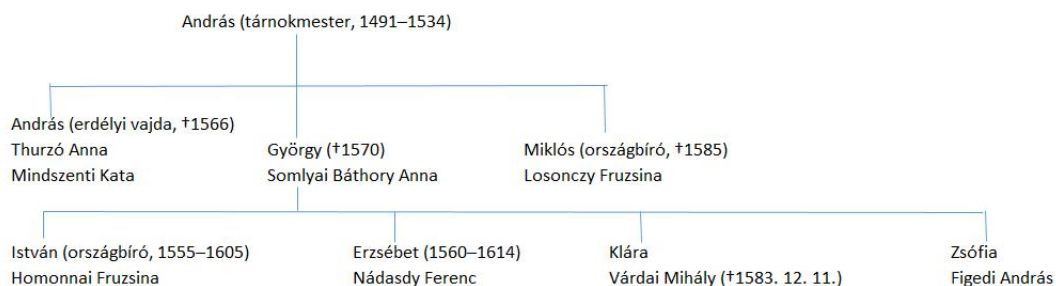 András (tárnokmester, 1491–1534)
András (erdélyi vajda, †1566)
Thurzó Anna
Mindszenti Kata
György (†1570)
Somlyai Báthory Anna
Miklós (országbíró, †1585)
Losonczy Fruzsina
István (országbíró, 1555–1605)
Homonnai Fruzsina
Erzsébet (1560–1614)
Nádasdy Ferenc
Klára
Várdai Mihály (†1583. 12. 11.)
Zsófia
Figedi András